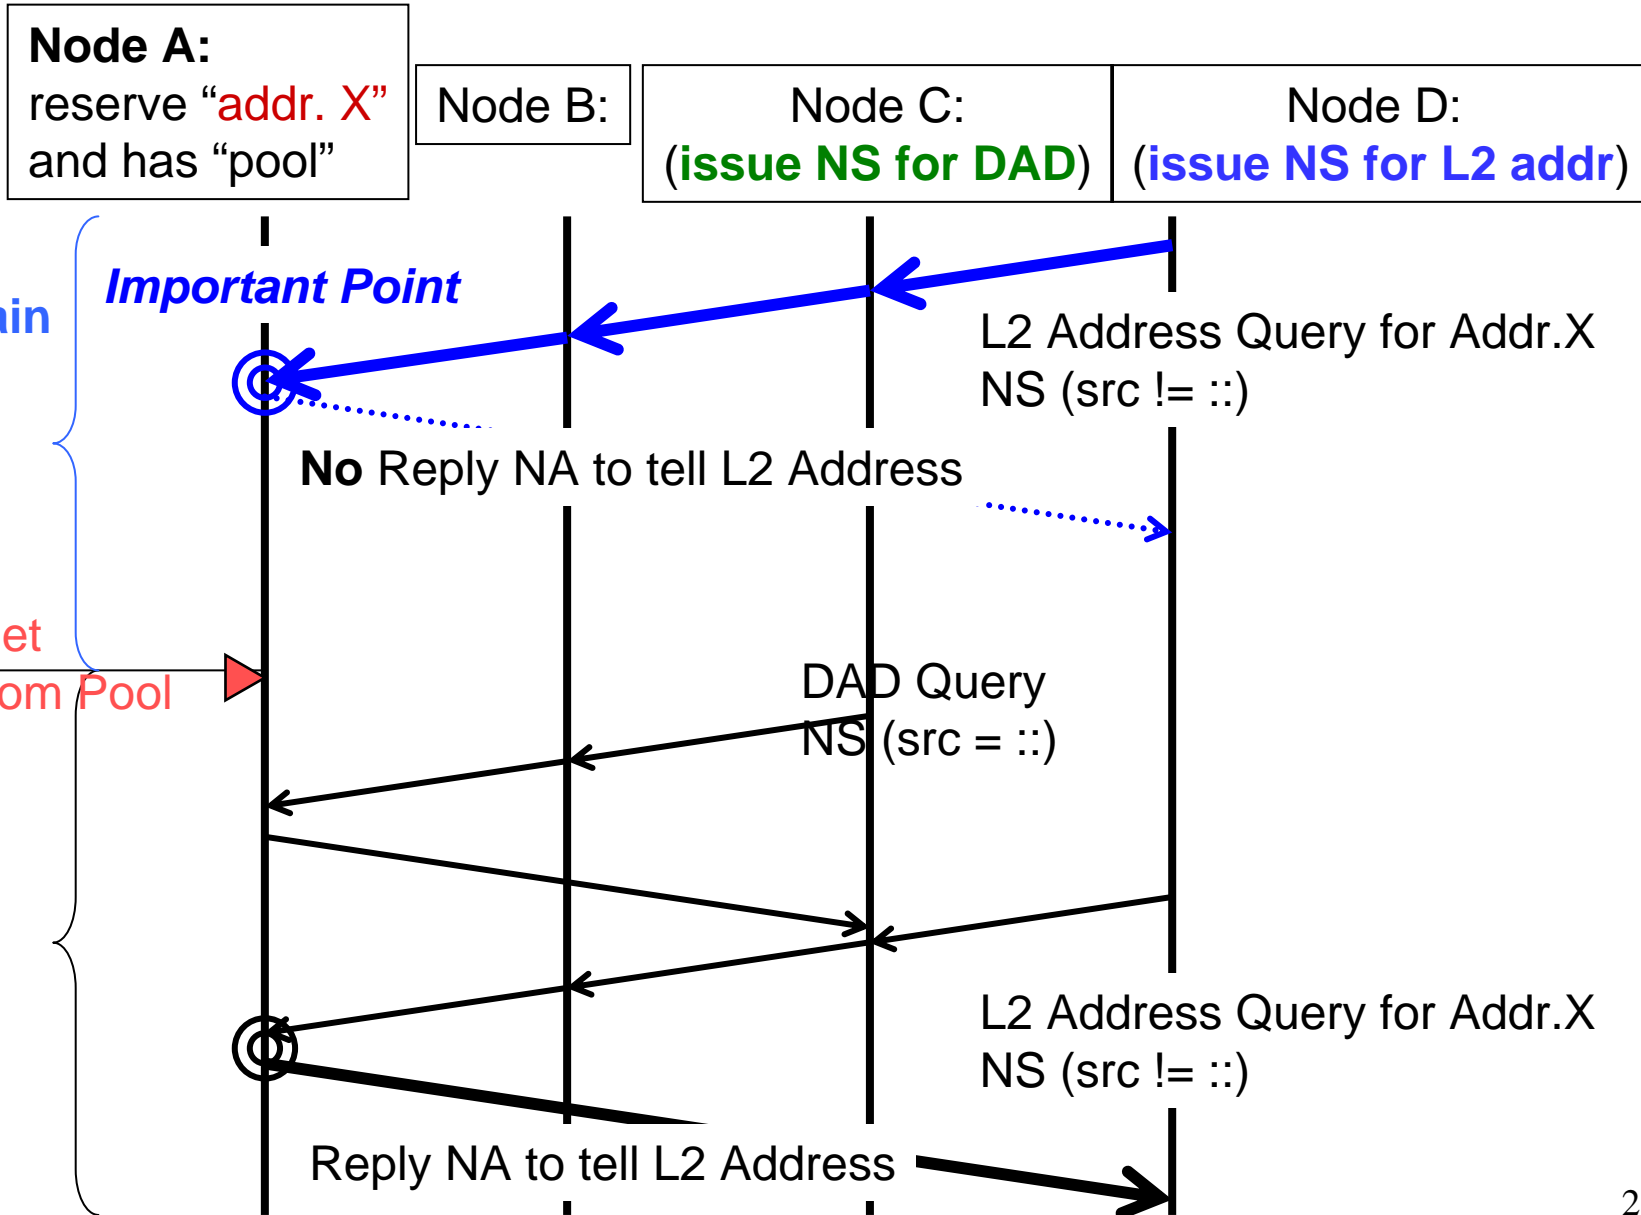 Node A:
reserve “addr. X”
and has “pool”
Node B:
Node C:
(issue NS for DAD)
Node D:
(issue NS for L2 addr)
Important Point
L2 Address Query for Addr.X
NS (src != ::)
No Reply NA to tell L2 Address
Pool
DAD Query
NS (src = ::)
L2 Address Query for Addr.X
NS (src != ::)
Reply NA to tell L2 Address
2